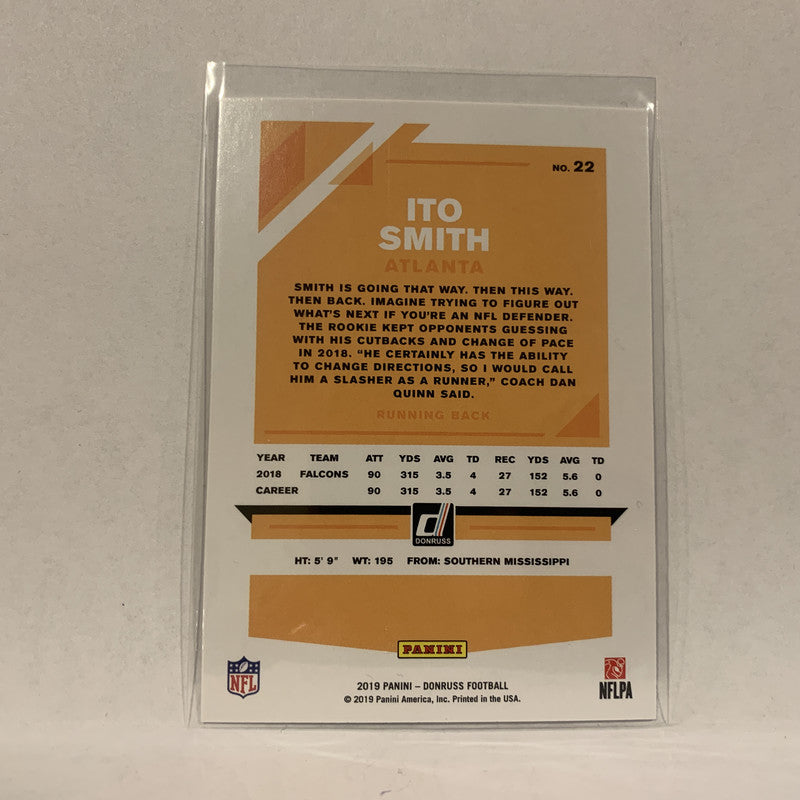 NO. 22
ITO
SMITH
ATLANTA
SMITH IS GOING THAT WAY. THEN THIS WAY.
THEN BACK. IMAGINE TRYING TO FIGURE OUT
WHAT'S NEXT IF YOU'RE AN NFL DEFENDER.
THE ROOKIE KEPT OPPONENTS GUESSING
WITH HIS CUTBACKS AND CHANGE OF PACE
IN 2018. "HE CERTAINLY HAS THE ABILITY
TO CHANGE DIRECTIONS, SO I WOULD CALL
HIM A SLASHER AS A RUNNER," COACH DAN
QUINN SAID.
RUNNING BACK
YEAR TEAM ATT YDS AVG TD REC YDS AVG TD
2018 FALCONS 90 315 3.5 4 27 152 5.6 0
CAREER 90 315 3.5 4 27 152 5.6 0
d
DONRUSS
HT: 5' 9" WT: 195 FROM: SOUTHERN MISSISSIPPI
PANINI
NFL
NFLPA
2019 PANINI – DONRUSS FOOTBALL
© 2019 Panini America, Inc. Printed in the USA.